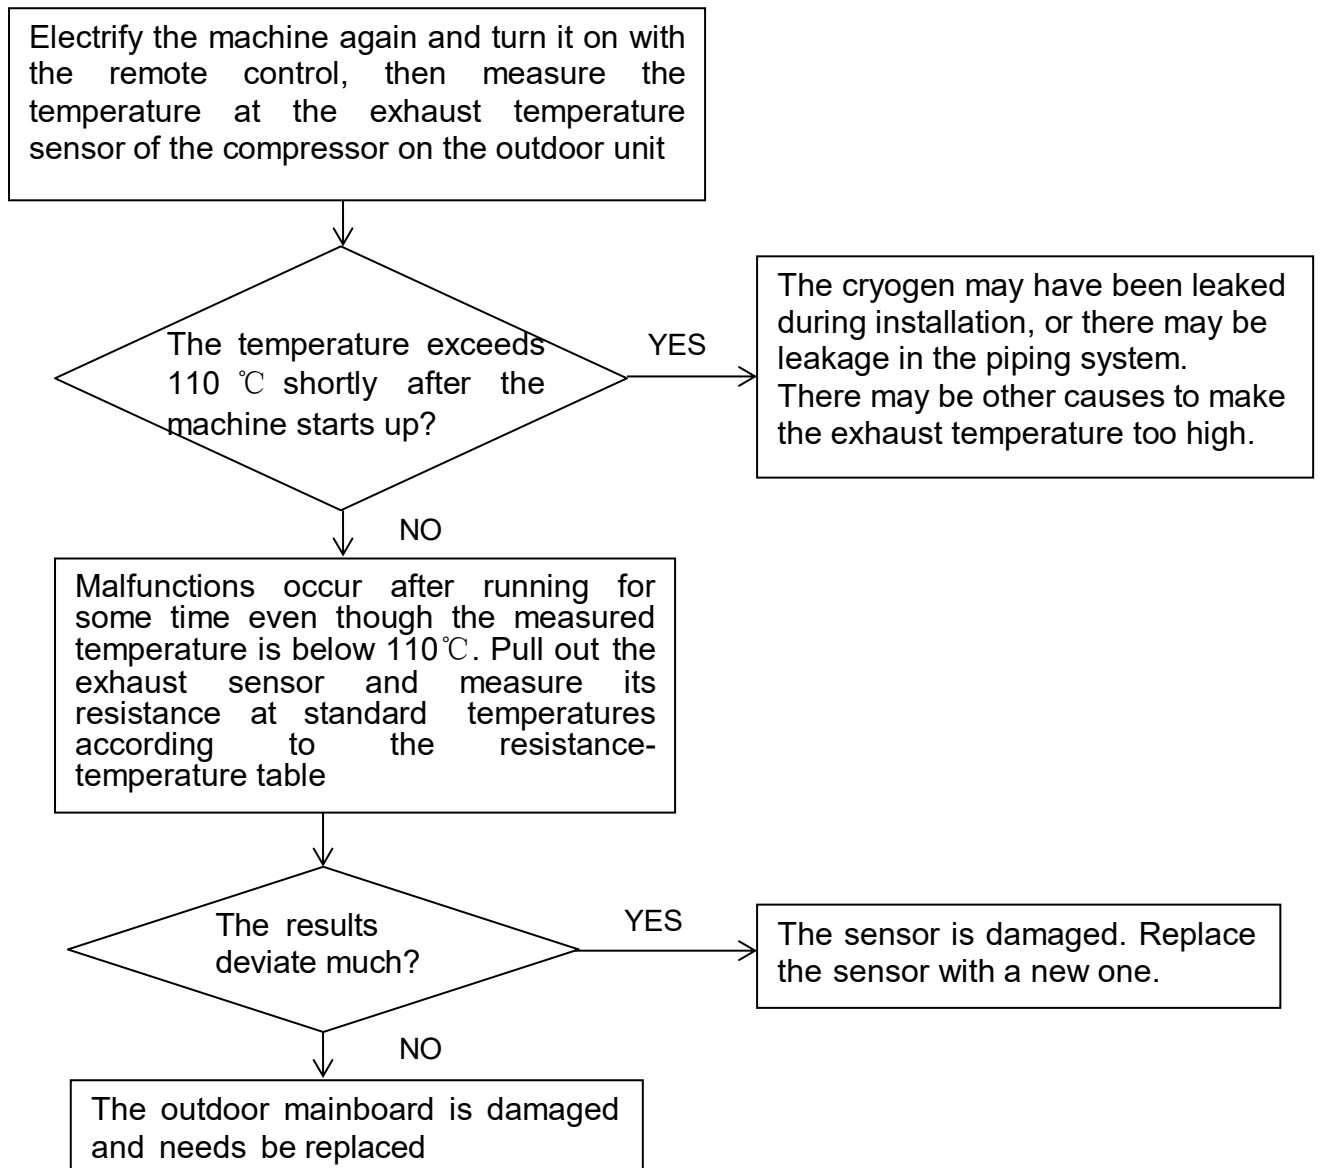 Electrify the machine again and turn it on with
the remote control, then measure the
temperature at the exhaust temperature
sensor of the compressor on the outdoor unit
The temperature exceeds
110 ℃ shortly after the
machine starts up?
YES
The cryogen may have been leaked
during installation, or there may be
leakage in the piping system.
There may be other causes to make
the exhaust temperature too high.
NO
Malfunctions occur after running for
some time even though the measured
temperature is below 110℃. Pull out the
exhaust sensor and measure its
resistance at standard temperatures
according to the resistance-
temperature table
The results
deviate much?
YES
The sensor is damaged. Replace
the sensor with a new one.
NO
The outdoor mainboard is damaged
and needs be replaced